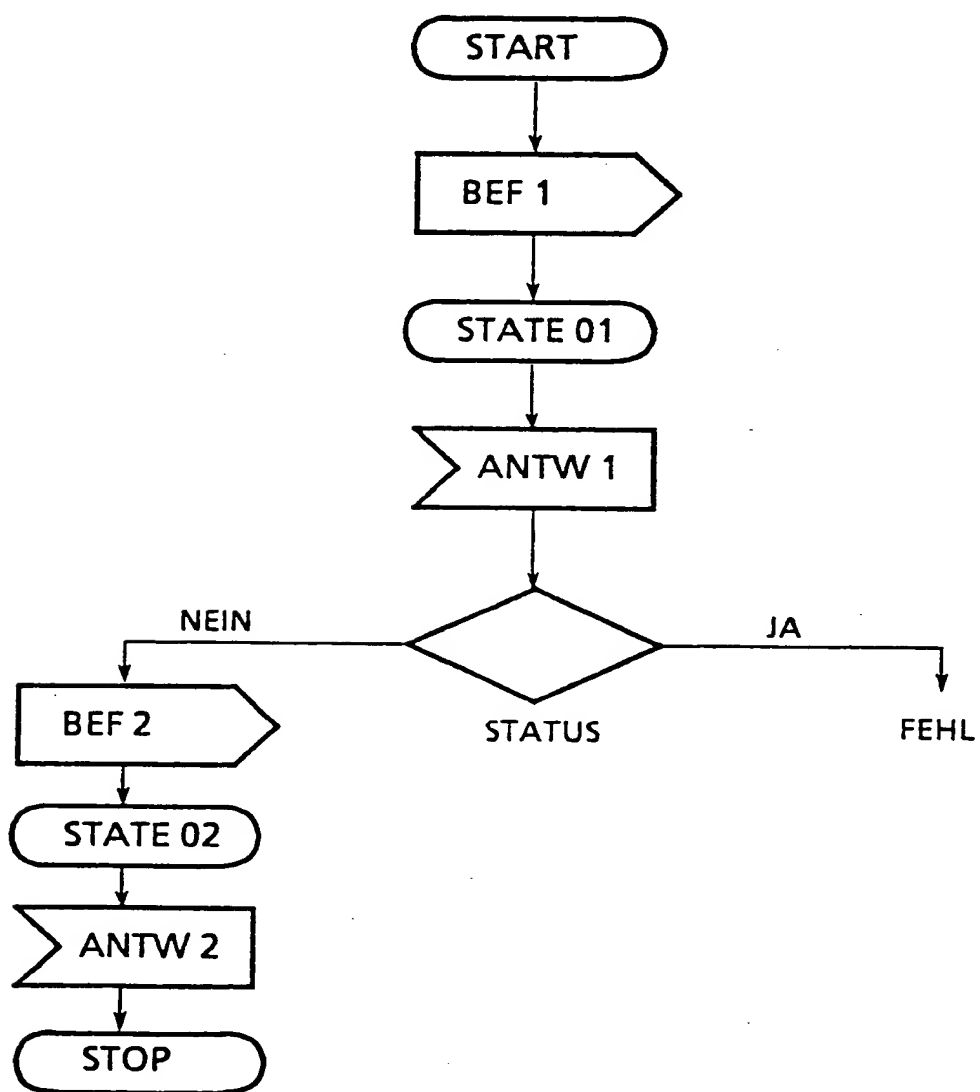 START
BEF 1
STATE 01
ANTW 1
NEIN
JA
STATUS
FEHL
BEF 2
STATE 02
ANTW 2
STOP